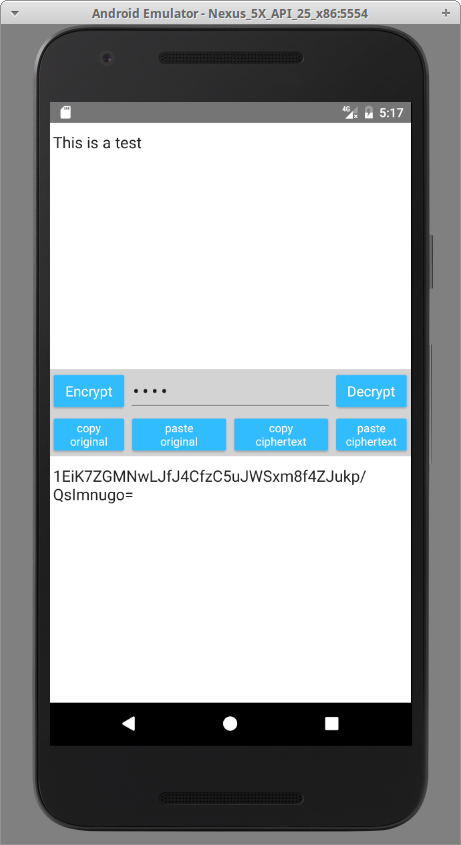 Android Emulator - Nexus_5X_API_25_x86:5554
4G 5:17
This is a test
Encrypt •••• Decrypt
copy original paste original copy ciphertext paste ciphertext
1EiK7ZGMNwLJfJ4CfzC5uJWSxm8f4ZJukp/
QsImnugo=